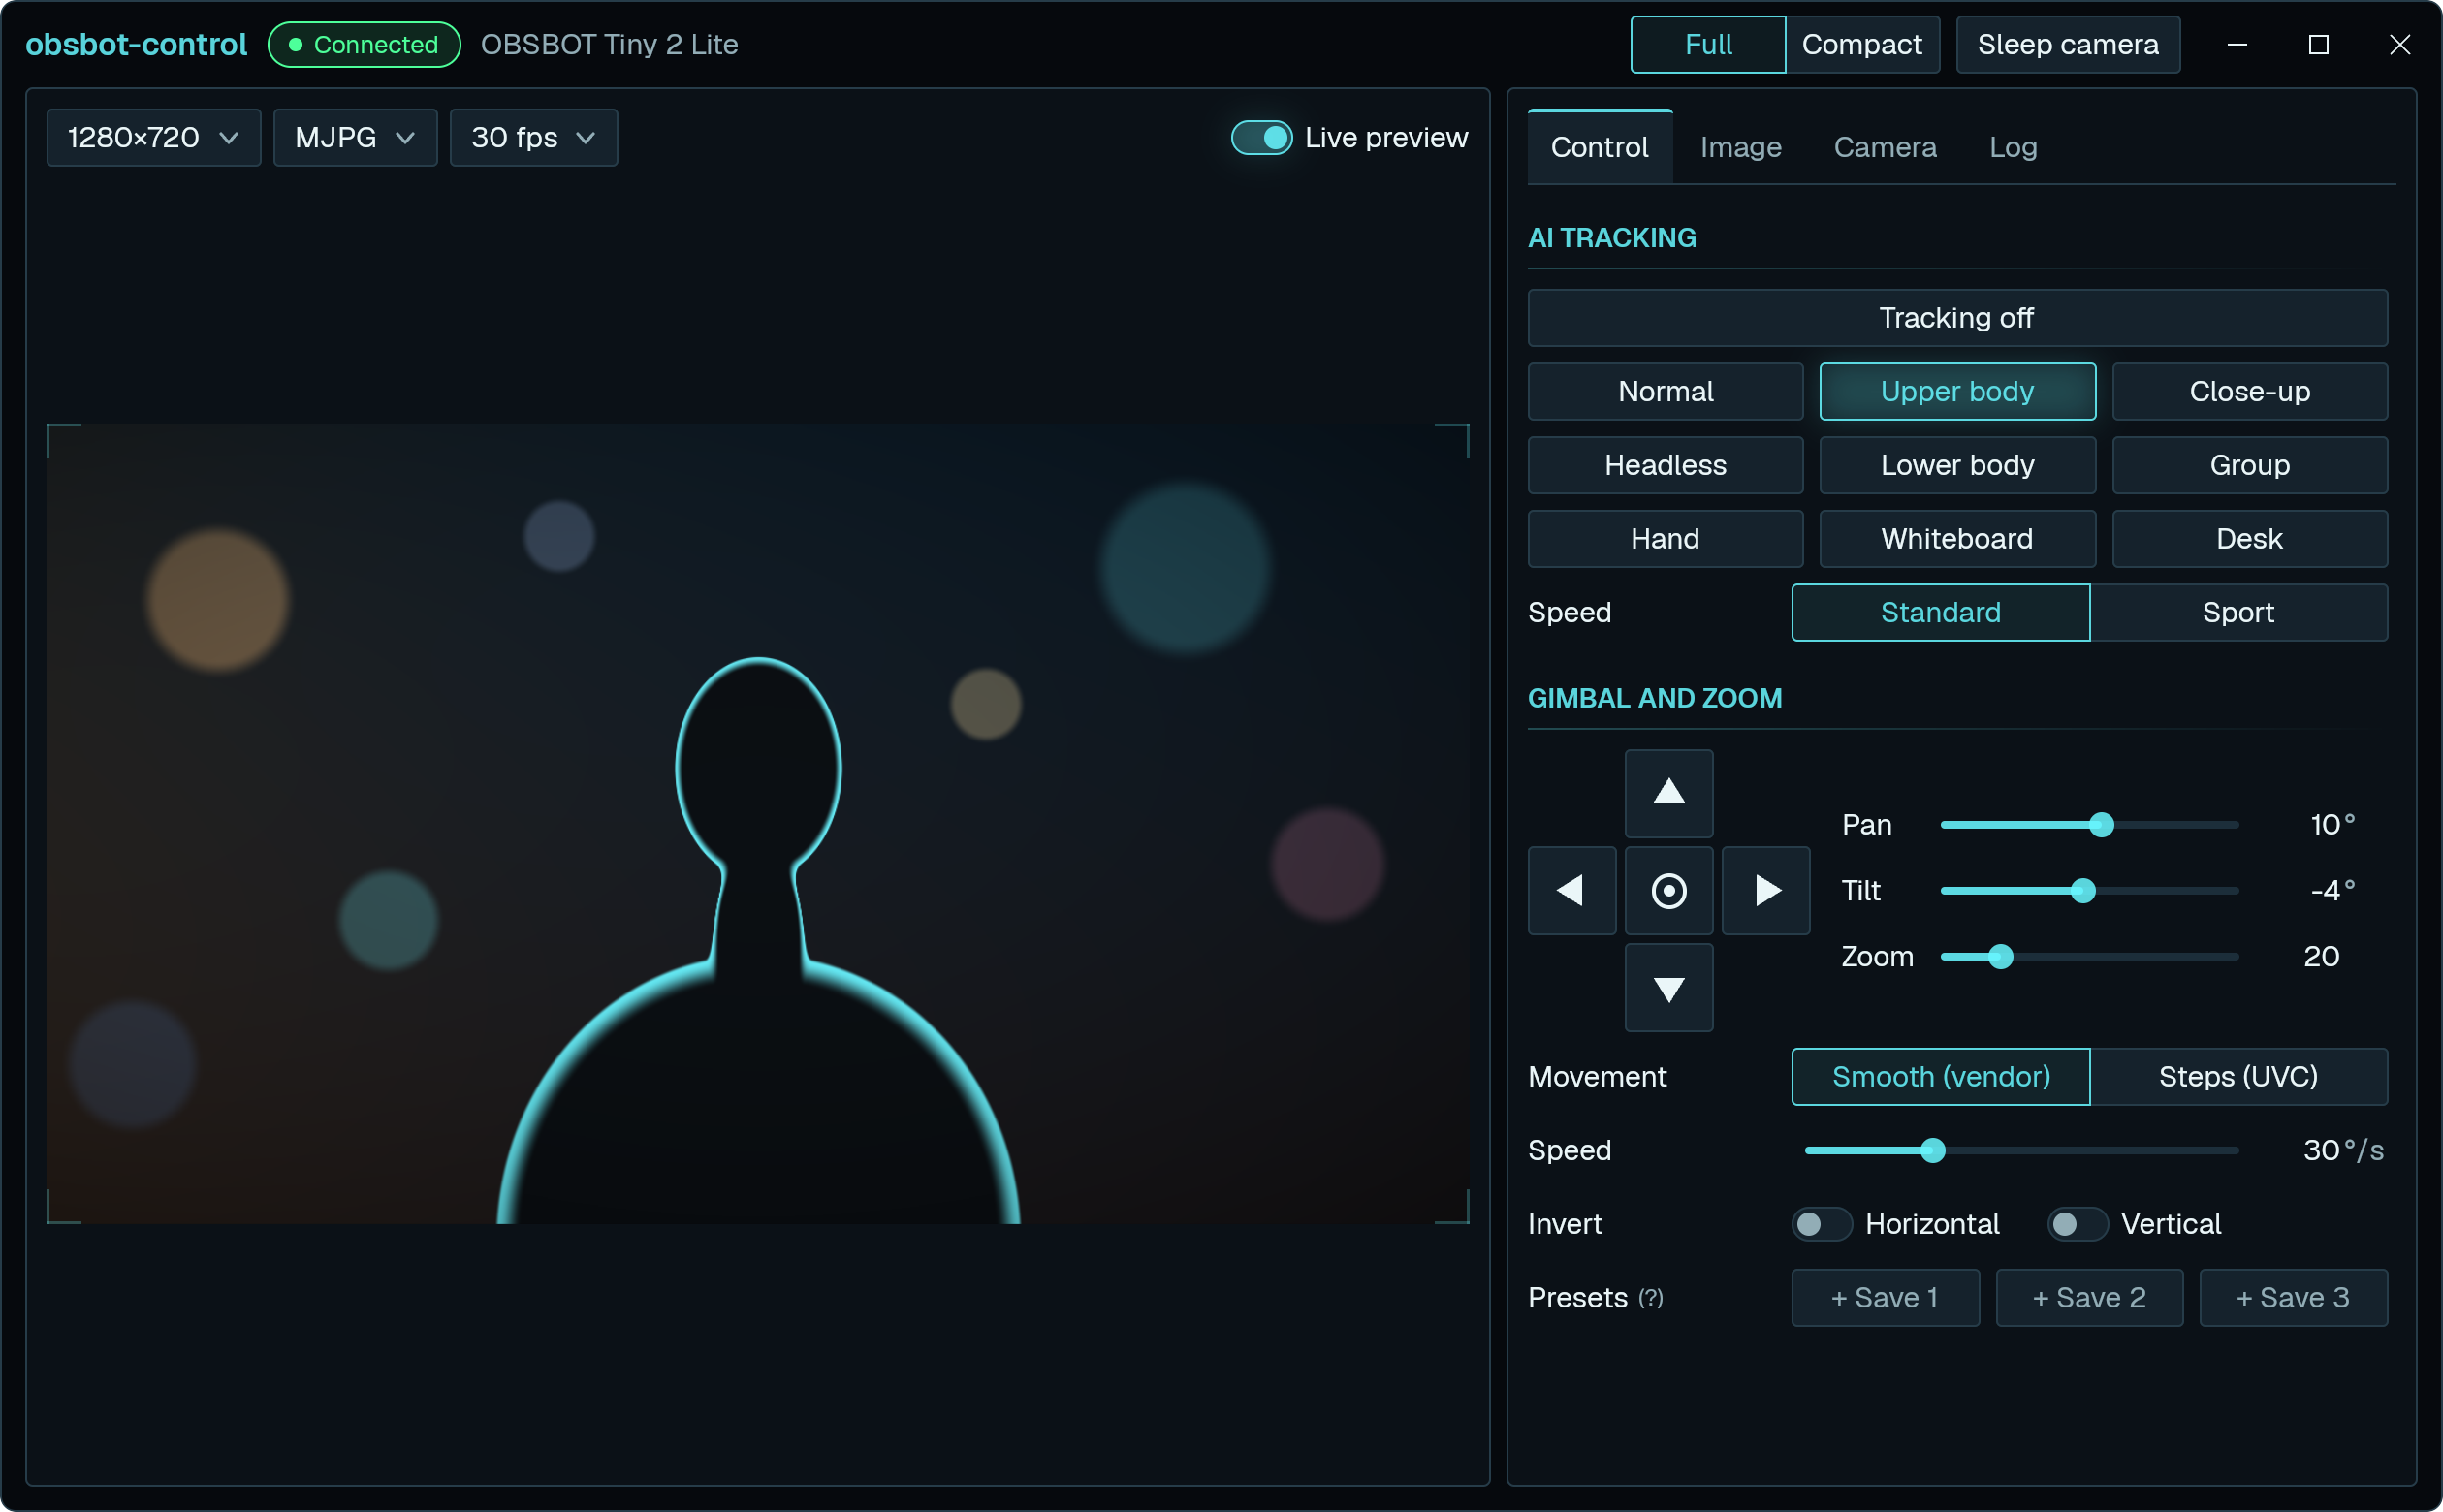 obsbot-control Connected OBSBOT Tiny 2 Lite Full Compact Sleep camera
1280×720 MJPG 30 fps Live preview
Control Image Camera Log
AI TRACKING
Tracking off
Normal Upper body Close-up
Headless Lower body Group
Hand Whiteboard Desk
Speed Standard Sport
GIMBAL AND ZOOM
Pan 10°
Tilt -4°
Zoom 20
Movement Smooth (vendor) Steps (UVC)
Speed 30°/s
Invert Horizontal Vertical
Presets (?) + Save 1 + Save 2 + Save 3